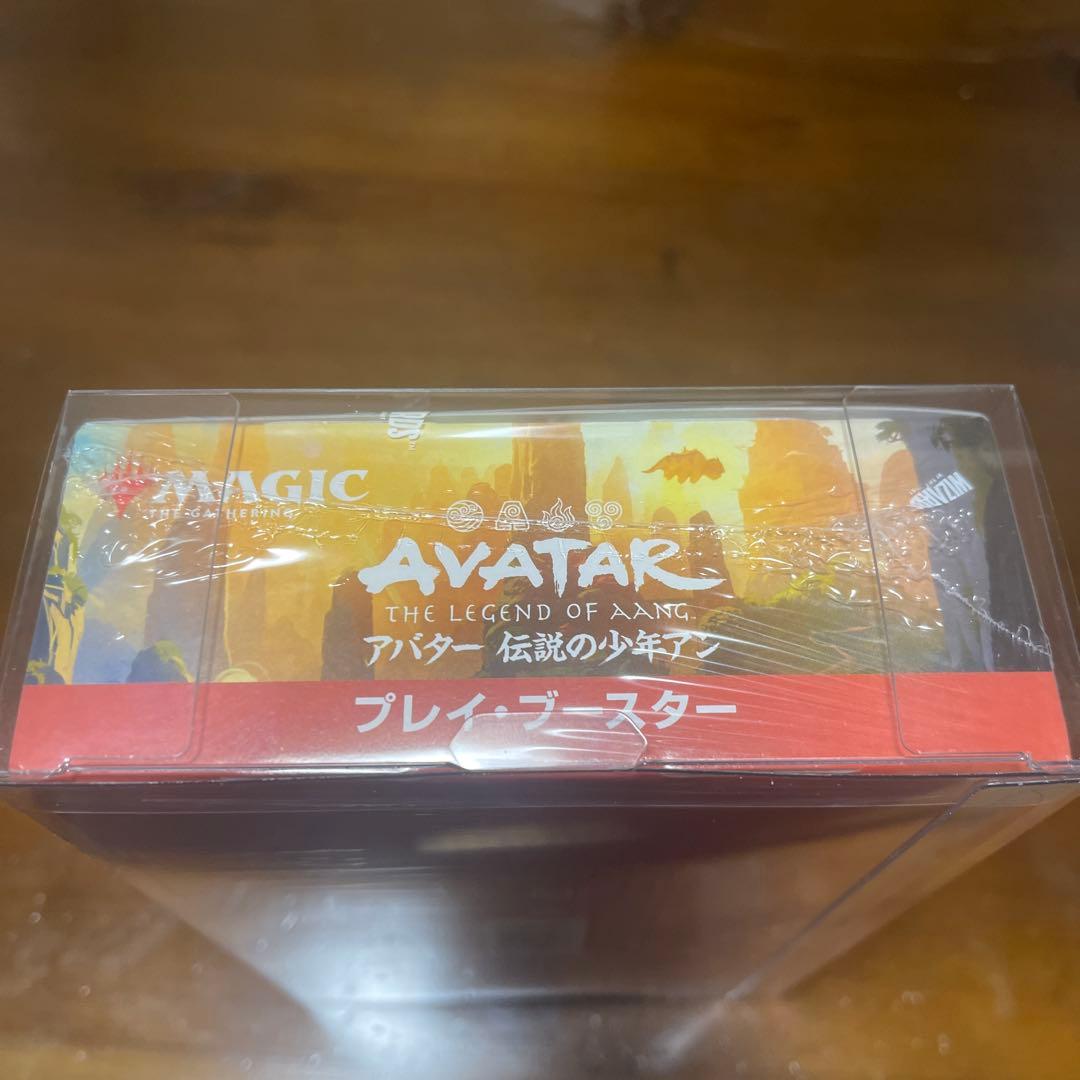 MAGIC
THE GATHERING
AVATAR
THE LEGEND OF AANG
アバター 伝説の少年アン
プレイ・ブースター